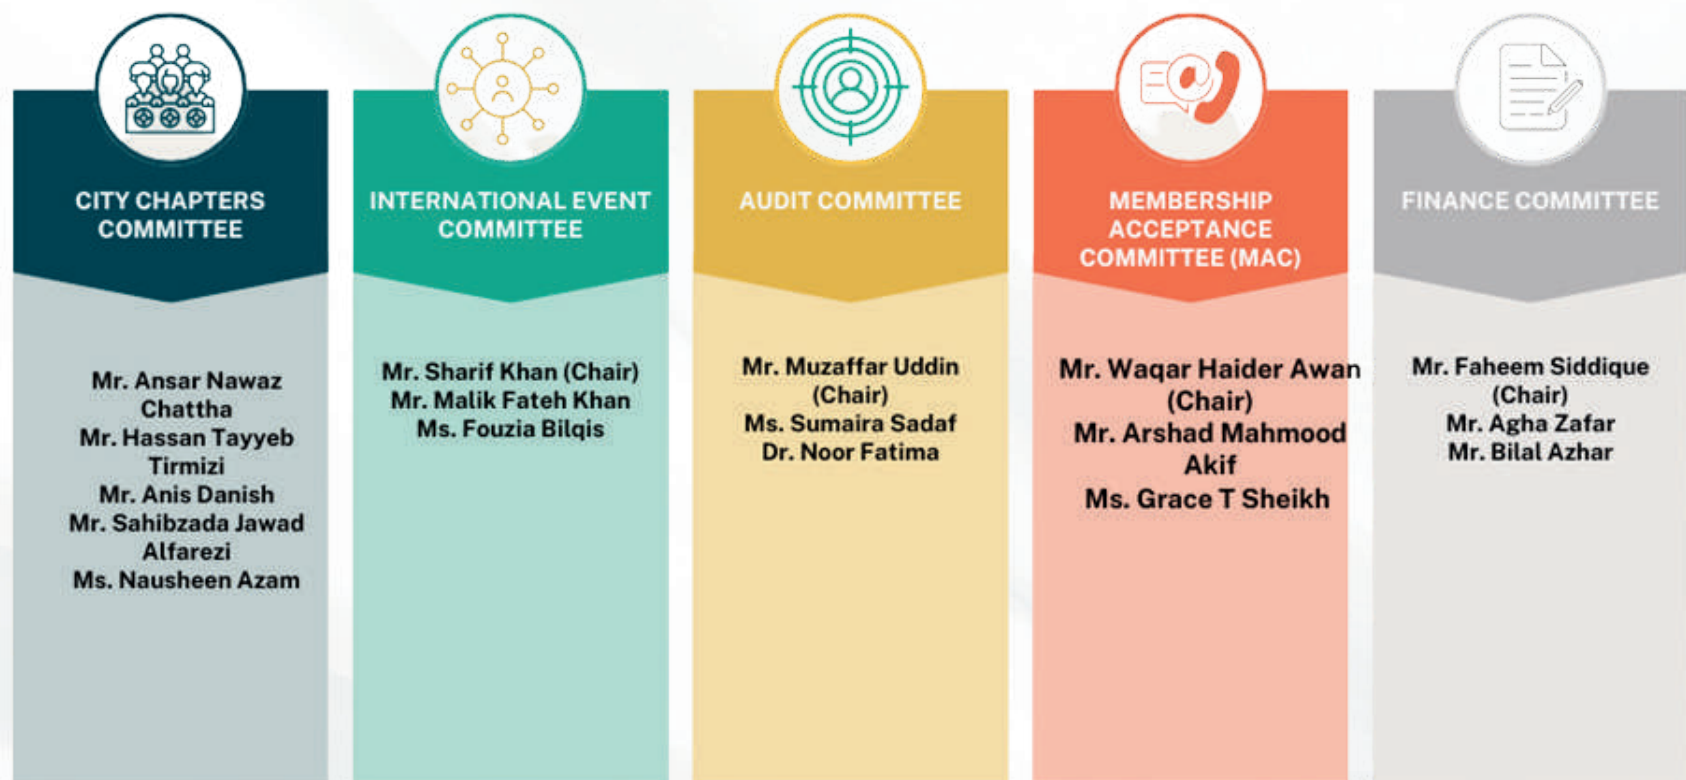 CITY CHAPTERS
COMMITTEE
Mr. Ansar Nawaz
Chattha
Mr. Hassan Tayyeb
Tirmizi
Mr. Anis Danish
Mr. Sahibzada Jawad
Alfarezi
Ms. Nausheen Azam
INTERNATIONAL EVENT
COMMITTEE
Mr. Sharif Khan (Chair)
Mr. Malik Fateh Khan
Ms. Fouzia Bilqis
AUDIT COMMITTEE
Mr. Muzaffar Uddin
(Chair)
Ms. Sumaira Sadaf
Dr. Noor Fatima
MEMBERSHIP
ACCEPTANCE
COMMITTEE (MAC)
Mr. Waqar Haider Awan
(Chair)
Mr. Arshad Mahmood
Akif
Ms. Grace T Sheikh
FINANCE COMMITTEE
Mr. Faheem Siddique
(Chair)
Mr. Agha Zafar
Mr. Bilal Azhar